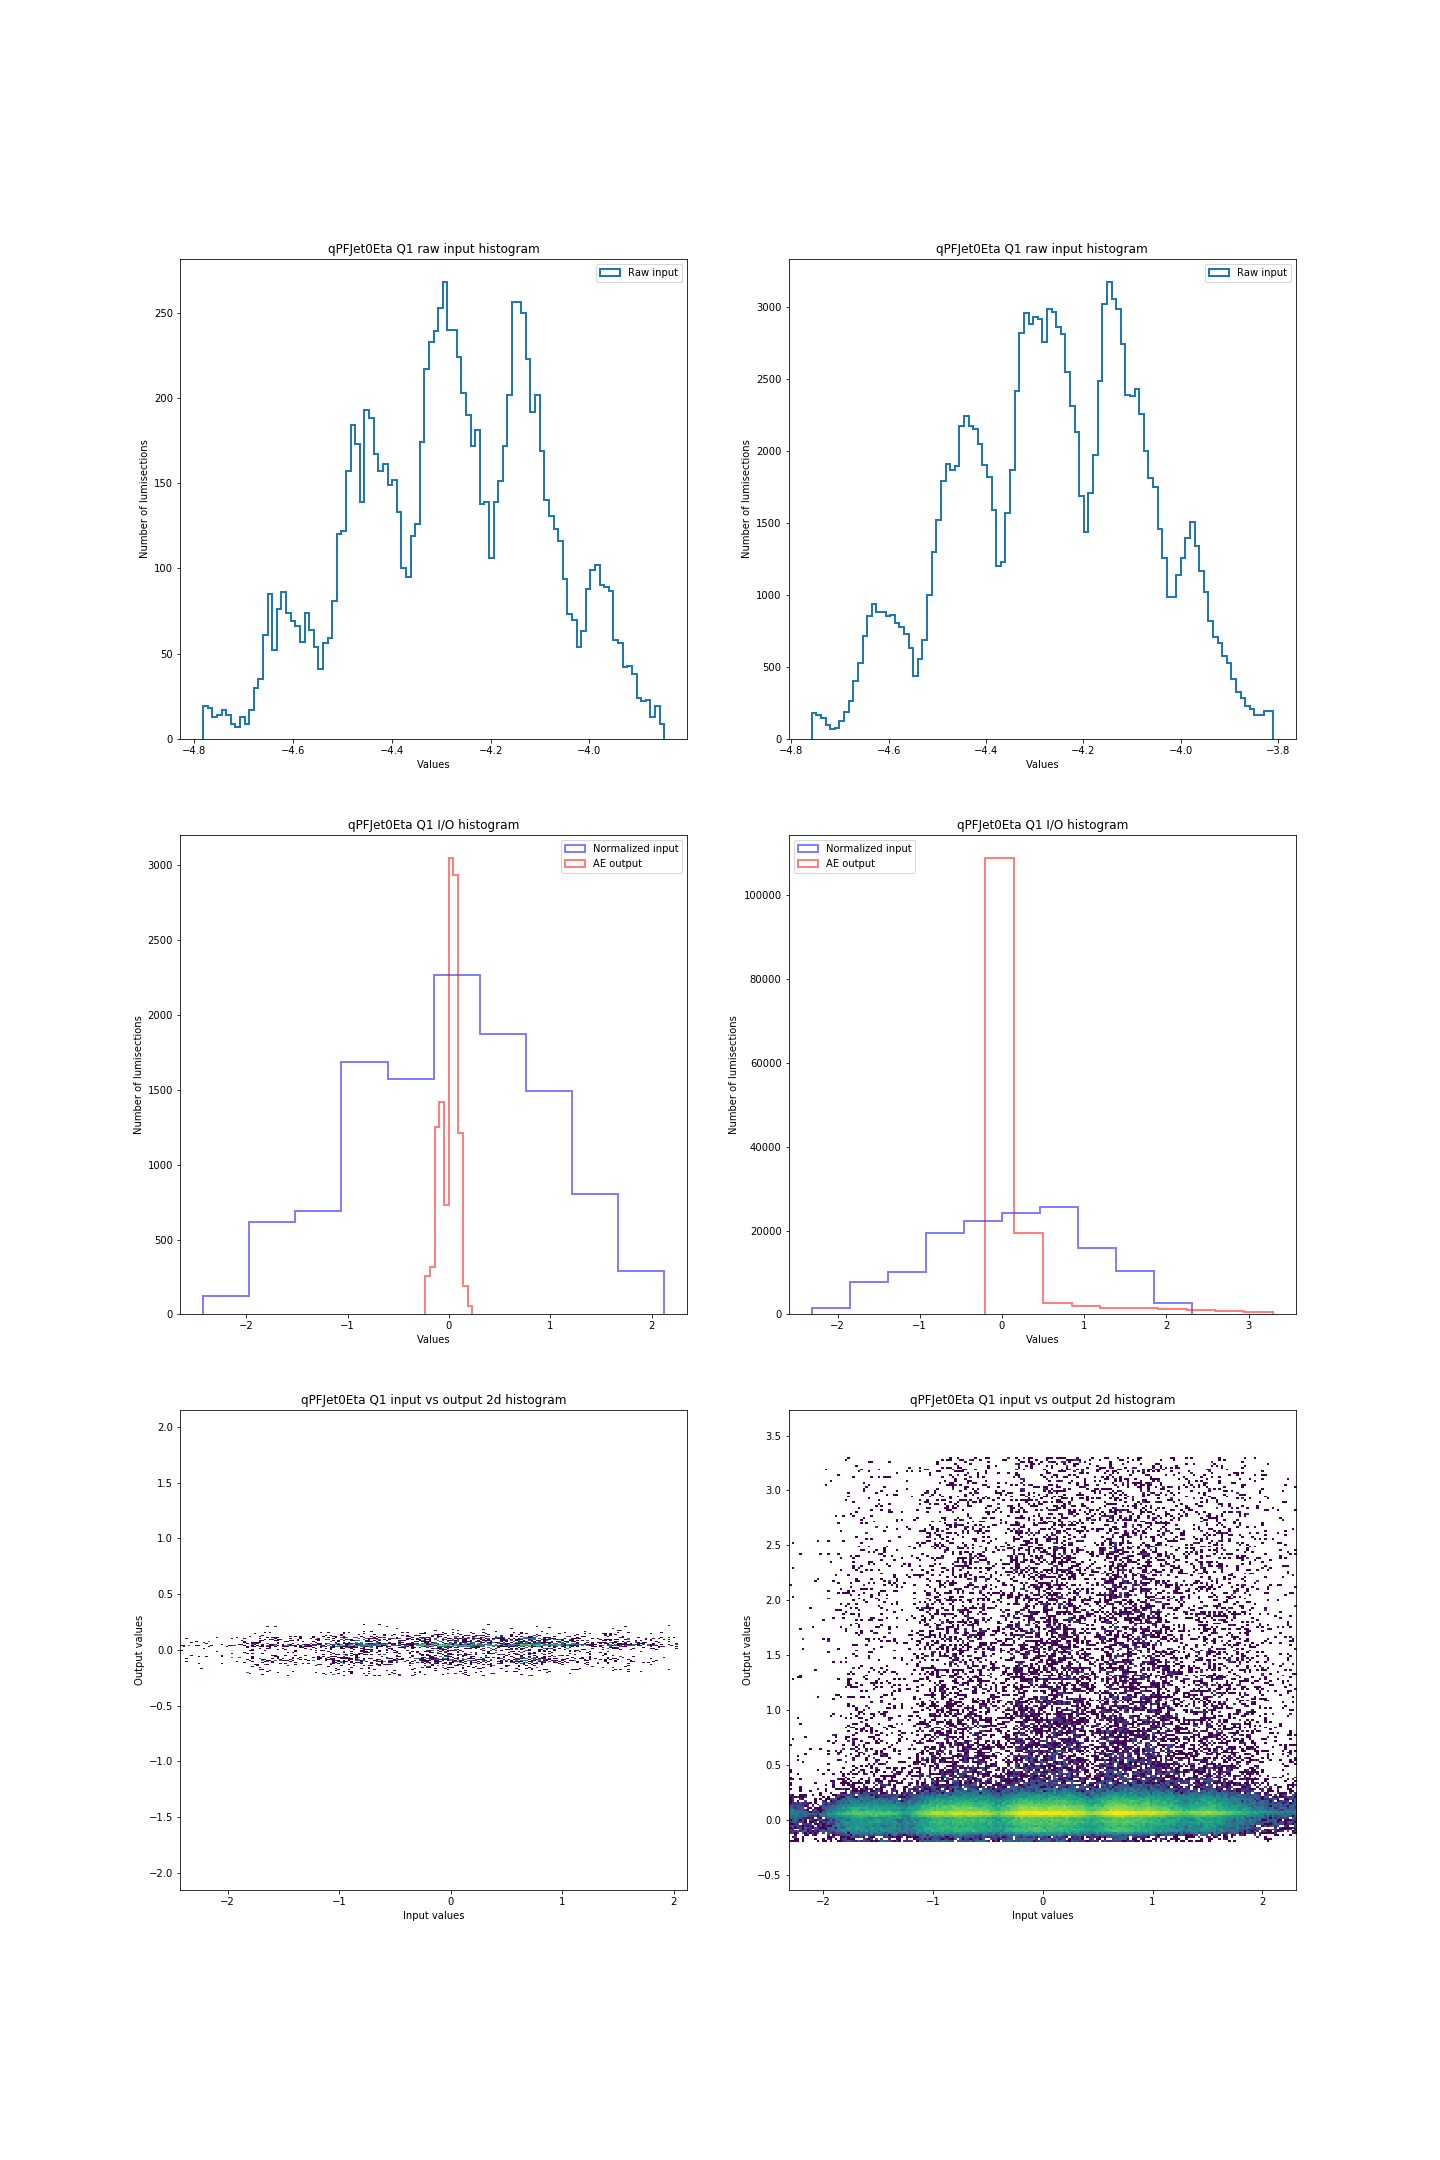 qPFJet0Eta Q1 raw input histogram
Raw input
Number of lumisections
250
200
150
100
50
0
−4.8 −4.6 −4.4 −4.2 −4.0
Values
qPFJet0Eta Q1 raw input histogram
Raw input
Number of lumisections
3000
2500
2000
1500
1000
500
0
−4.8 −4.6 −4.4 −4.2 −4.0 −3.8
Values
qPFJet0Eta Q1 I/O histogram
Normalized input
AE output
Number of lumisections
3000
2500
2000
1500
1000
500
0
−2 −1 0 1 2
Values
qPFJet0Eta Q1 I/O histogram
Normalized input
AE output
Number of lumisections
100000
80000
60000
40000
20000
0
−2 −1 0 1 2 3
Values
qPFJet0Eta Q1 input vs output 2d histogram
Output values
2.0
1.5
1.0
0.5
0.0
−0.5
−1.0
−1.5
−2.0
−2 −1 0 1 2
Input values
qPFJet0Eta Q1 input vs output 2d histogram
Output values
3.5
3.0
2.5
2.0
1.5
1.0
0.5
0.0
−0.5
−2 −1 0 1 2
Input values